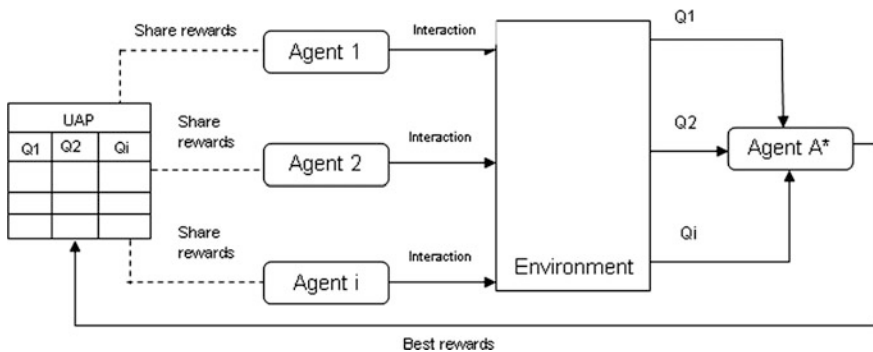 Share rewards
Agent 1
Interaction
Q1
UAP
Q1 Q2 Qi
Share
rewards
Agent 2
Interaction
Q2
Agent A*
Share
rewards
Agent i
Interaction
Environment
Qi
Best rewards